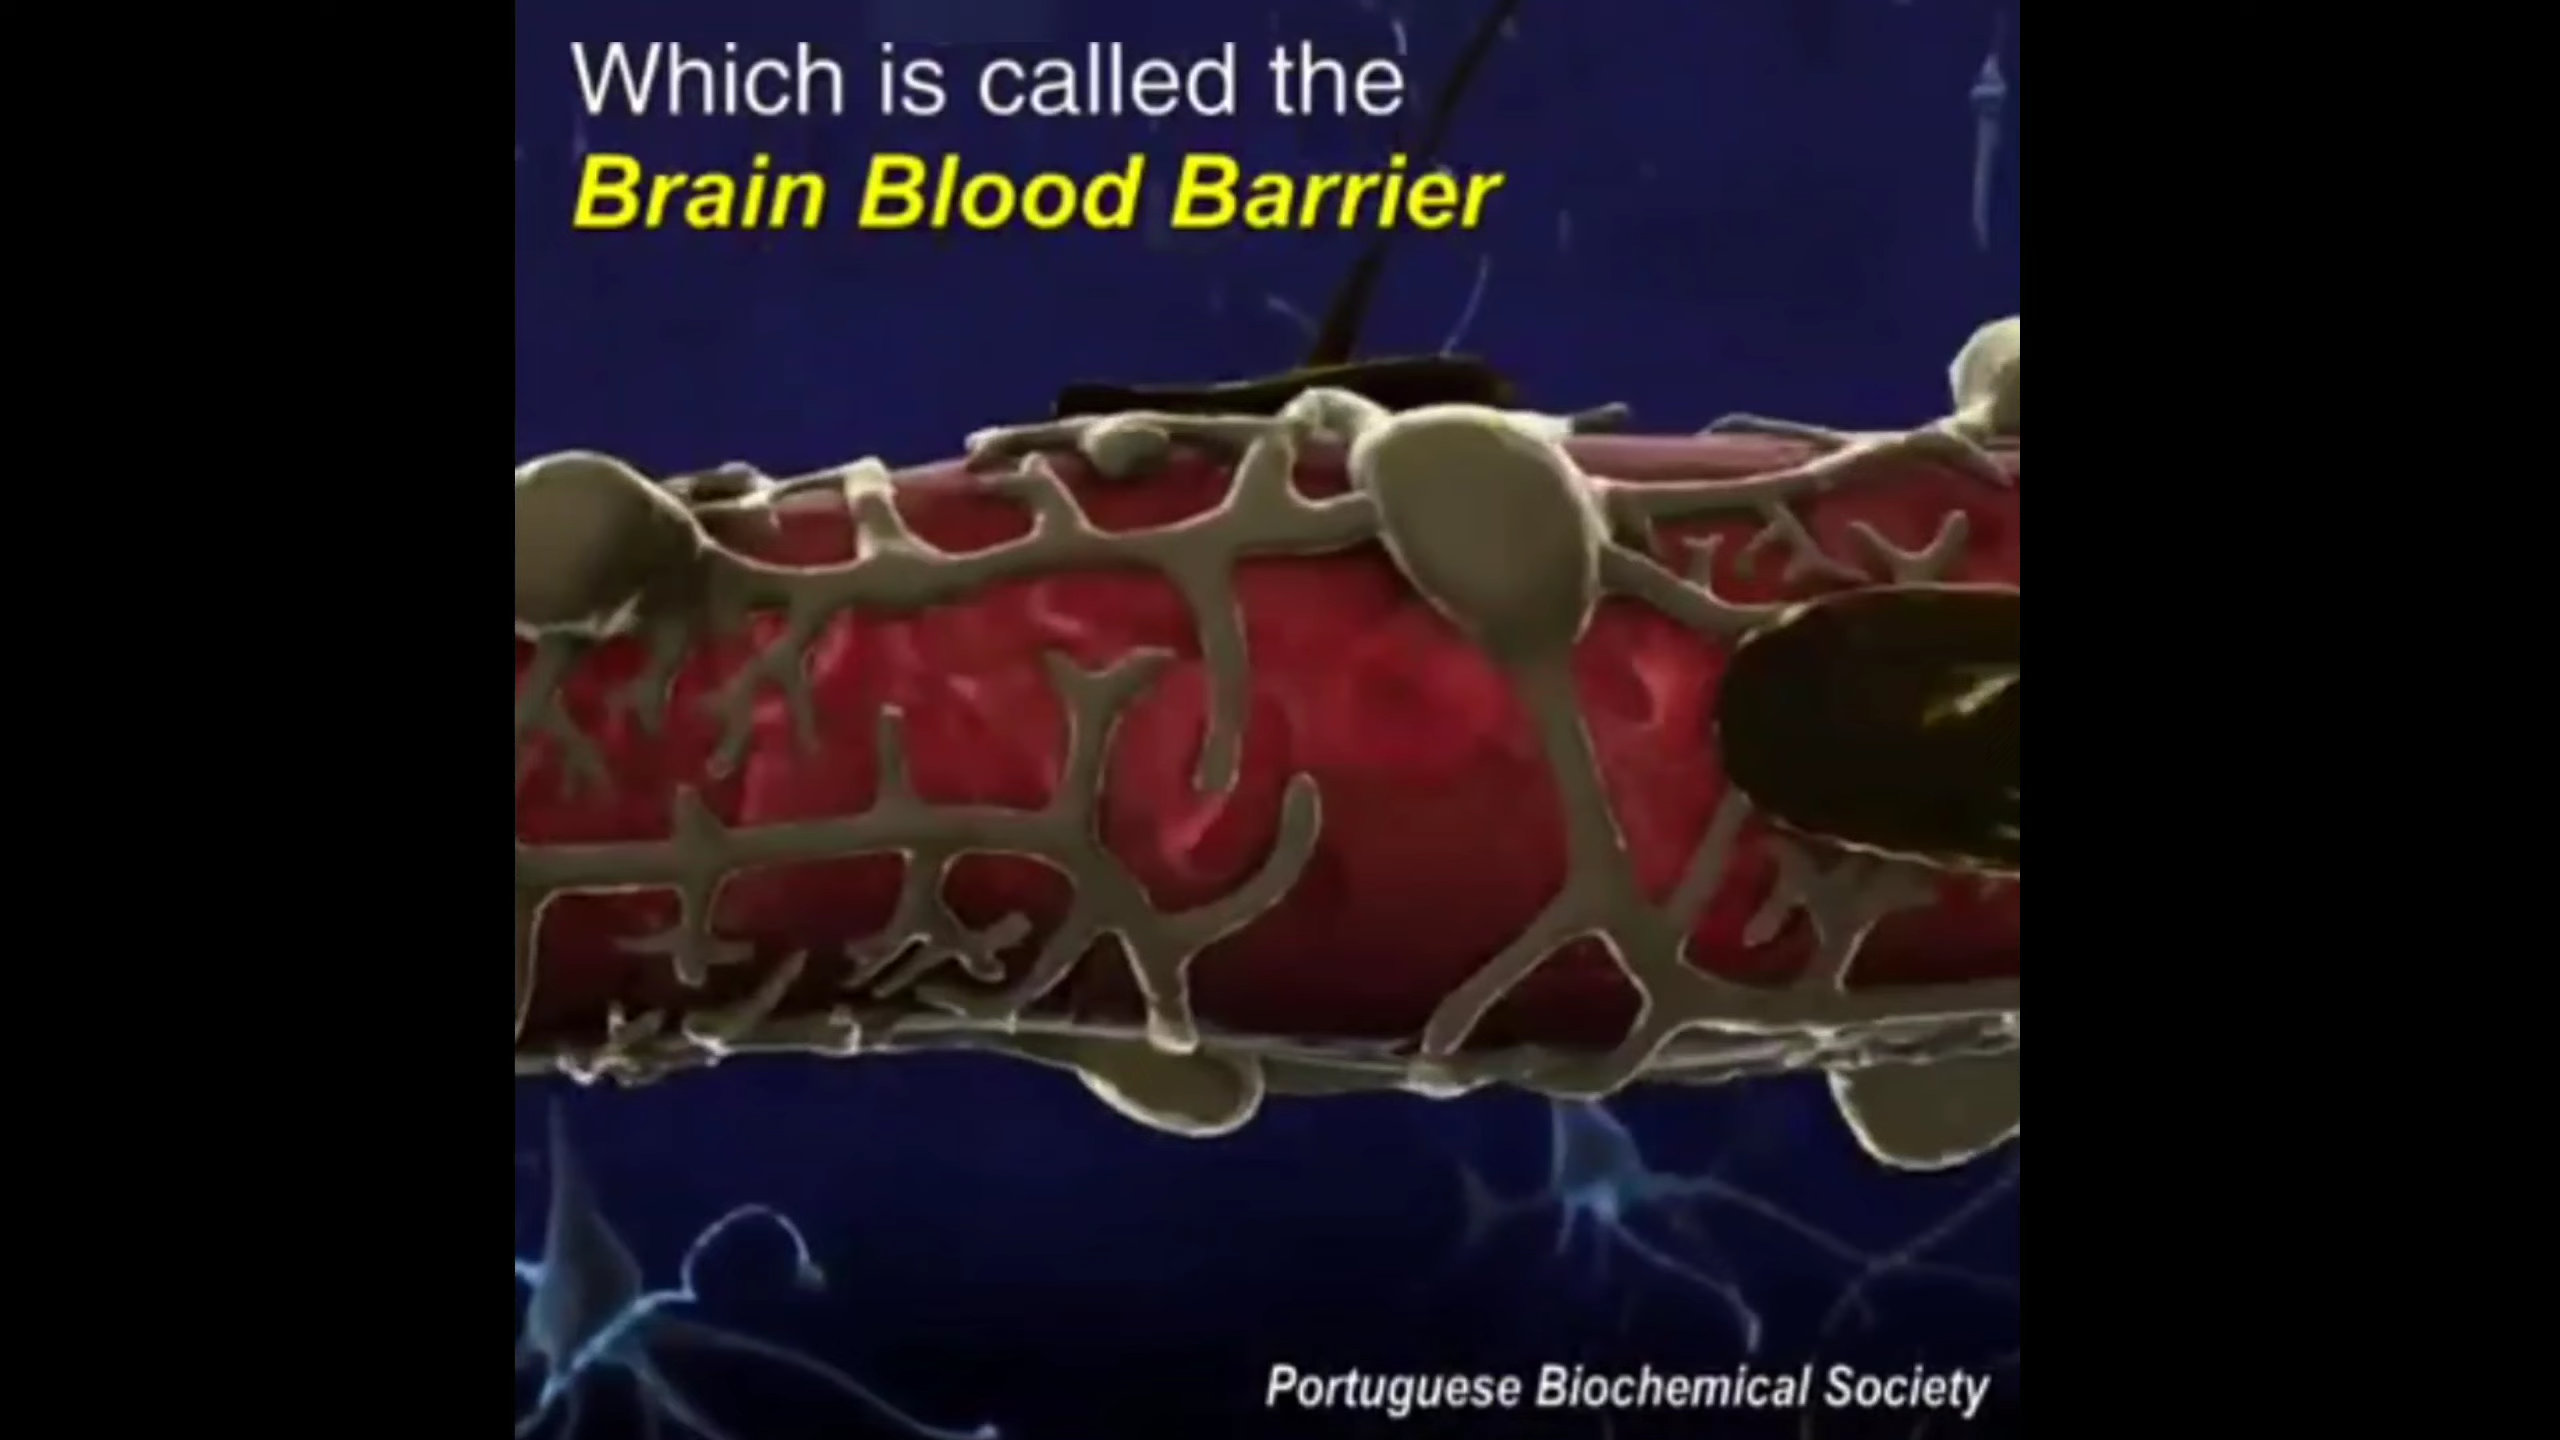 Which is called the
Brain Blood Barrier
Portuguese Biochemical Society